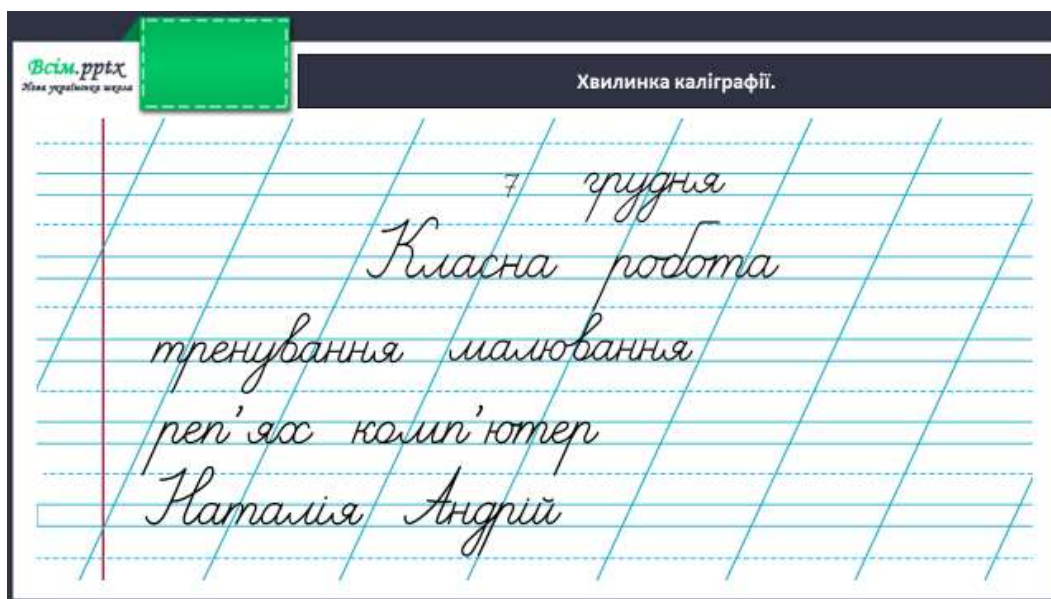 Всім.pptx
Нова українська школа
Хвилинка каліграфії.
7 грудня
Класна робота
тренування малювання
реп'ях комп'ютер
Наталія Андрій